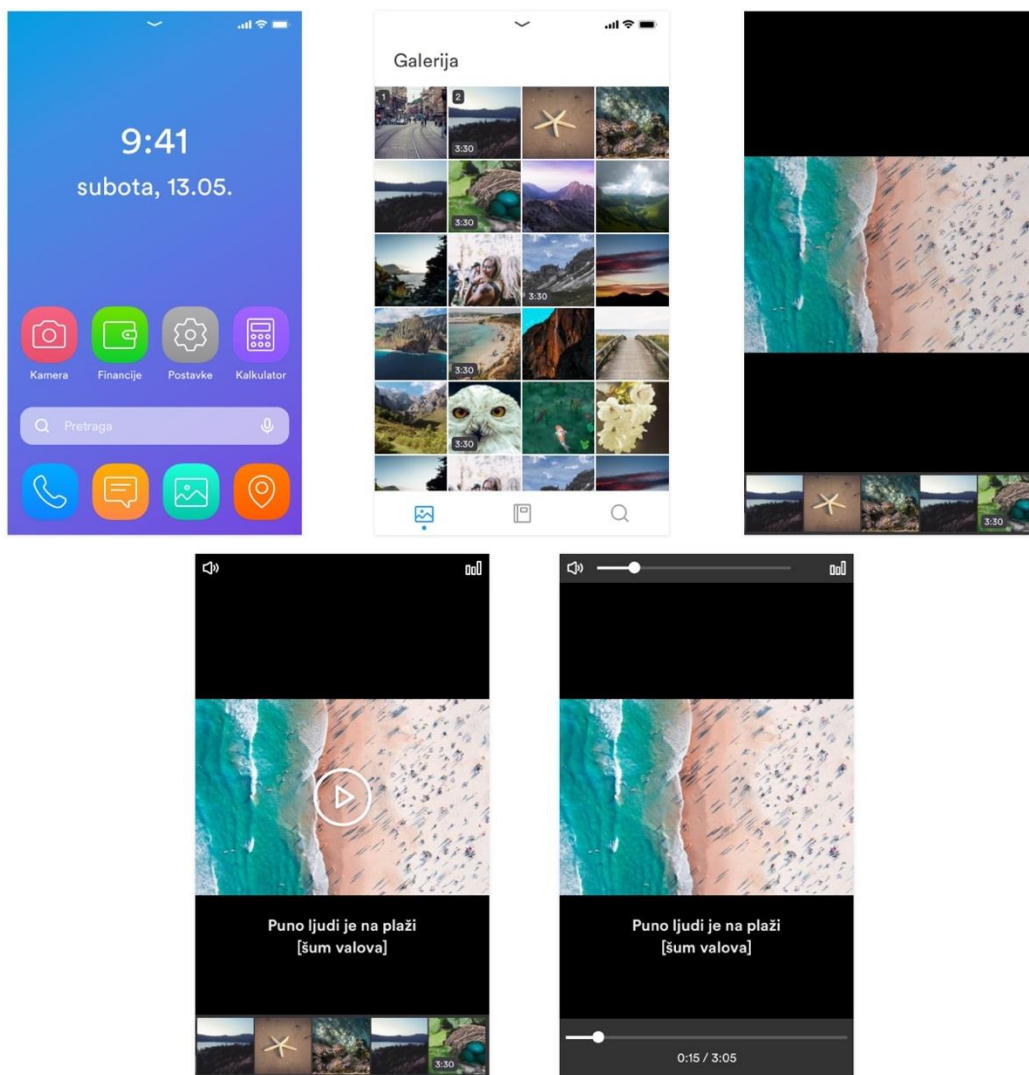 9:41
subota, 13.05.
Kamera Financije Postavke Kalkulator
Pretraga
Galerija
1 2
3:30
3:30
3:30
3:30
3:30
3:30
Puno ljudi je na plaži
[šum valova]
3:30
Puno ljudi je na plaži
[šum valova]
0:15 / 3:05